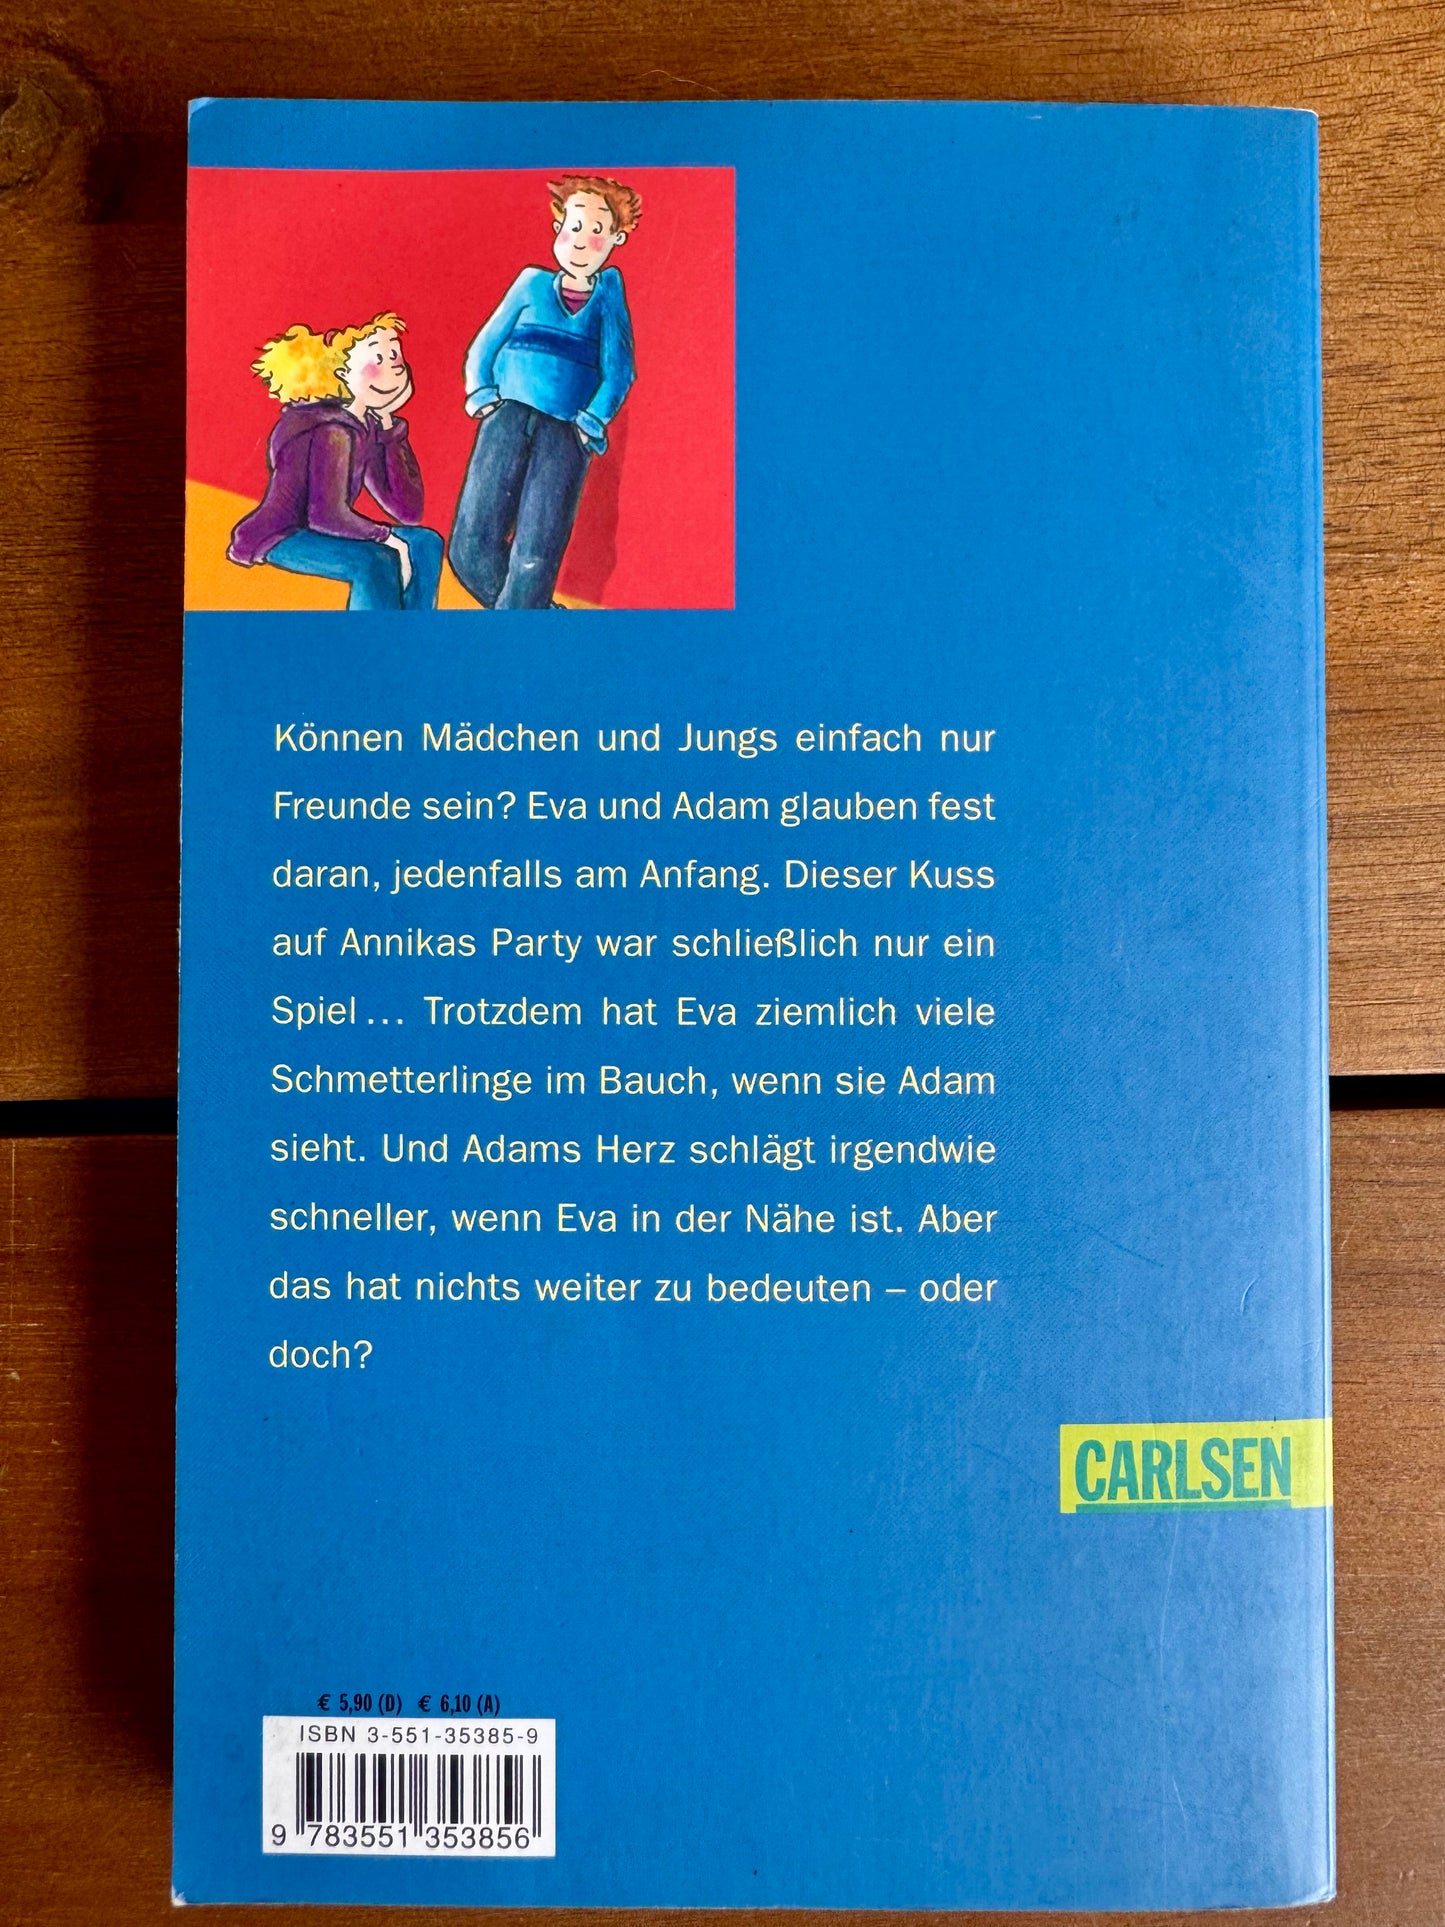 Können Mädchen und Jungs einfach nur
Freunde sein? Eva und Adam glauben fest
daran, jedenfalls am Anfang. Dieser Kuss
auf Annikas Party war schließlich nur ein
Spiel ... Trotzdem hat Eva ziemlich viele
Schmetterlinge im Bauch, wenn sie Adam
sieht. Und Adams Herz schlägt irgendwie
schneller, wenn Eva in der Nähe ist. Aber
das hat nichts weiter zu bedeuten – oder
doch?
CARLSEN
€ 5,90 (D) € 6,10 (A)
ISBN 3-551-35385-9
9 783551 353856